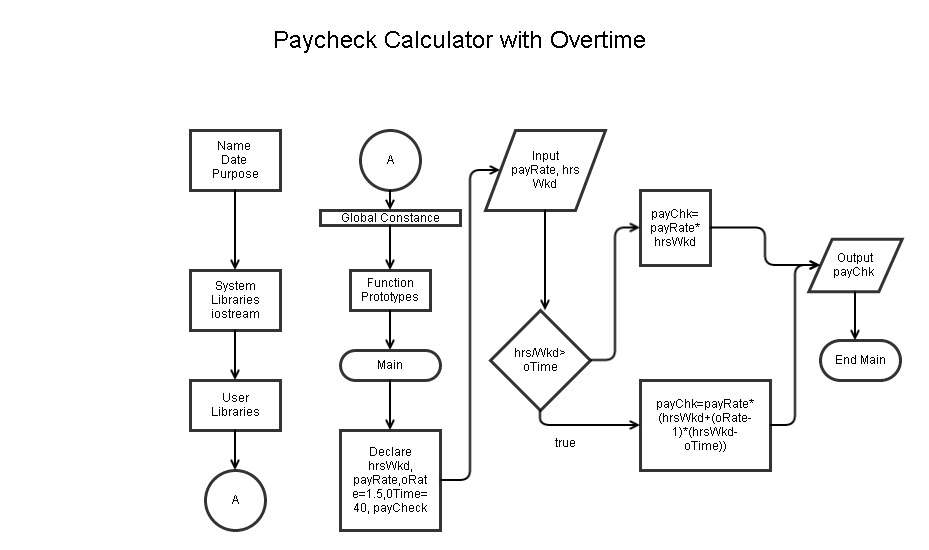 Paycheck Calculator with Overtime
Name
Date
Purpose
System
Libraries
iostream
User
Libraries
A
A
Global Constance
Function
Prototypes
Main
Declare
hrsWkd,
payRate,oRat
e=1.5,0Time=
40, payCheck
Input
payRate, hrs
Wkd
hrs/Wkd>
oTime
true
payChk=
payRate*
hrsWkd
payChk=payRate*
(hrsWkd+(oRate-
1)*(hrsWkd-
oTime))
Output
payChk
End Main